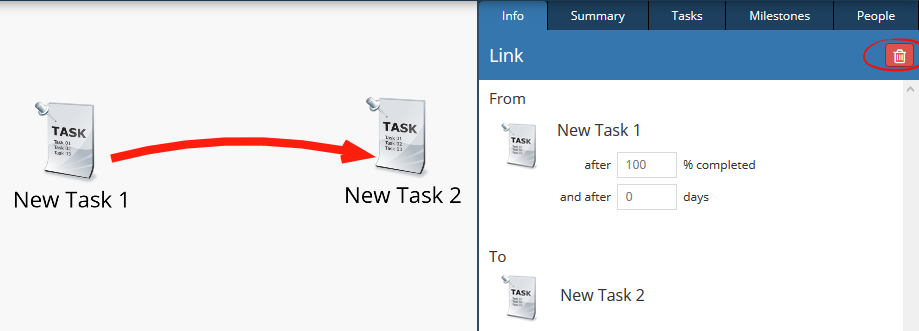 TASK
Task 01
Task 02
Task 03
New Task 1
TASK
Task 01
Task 02
Task 03
New Task 2
Info Summary Tasks Milestones People
Link
From
TASK
New Task 1
after 100 % completed
and after 0 days
To
TASK
New Task 2